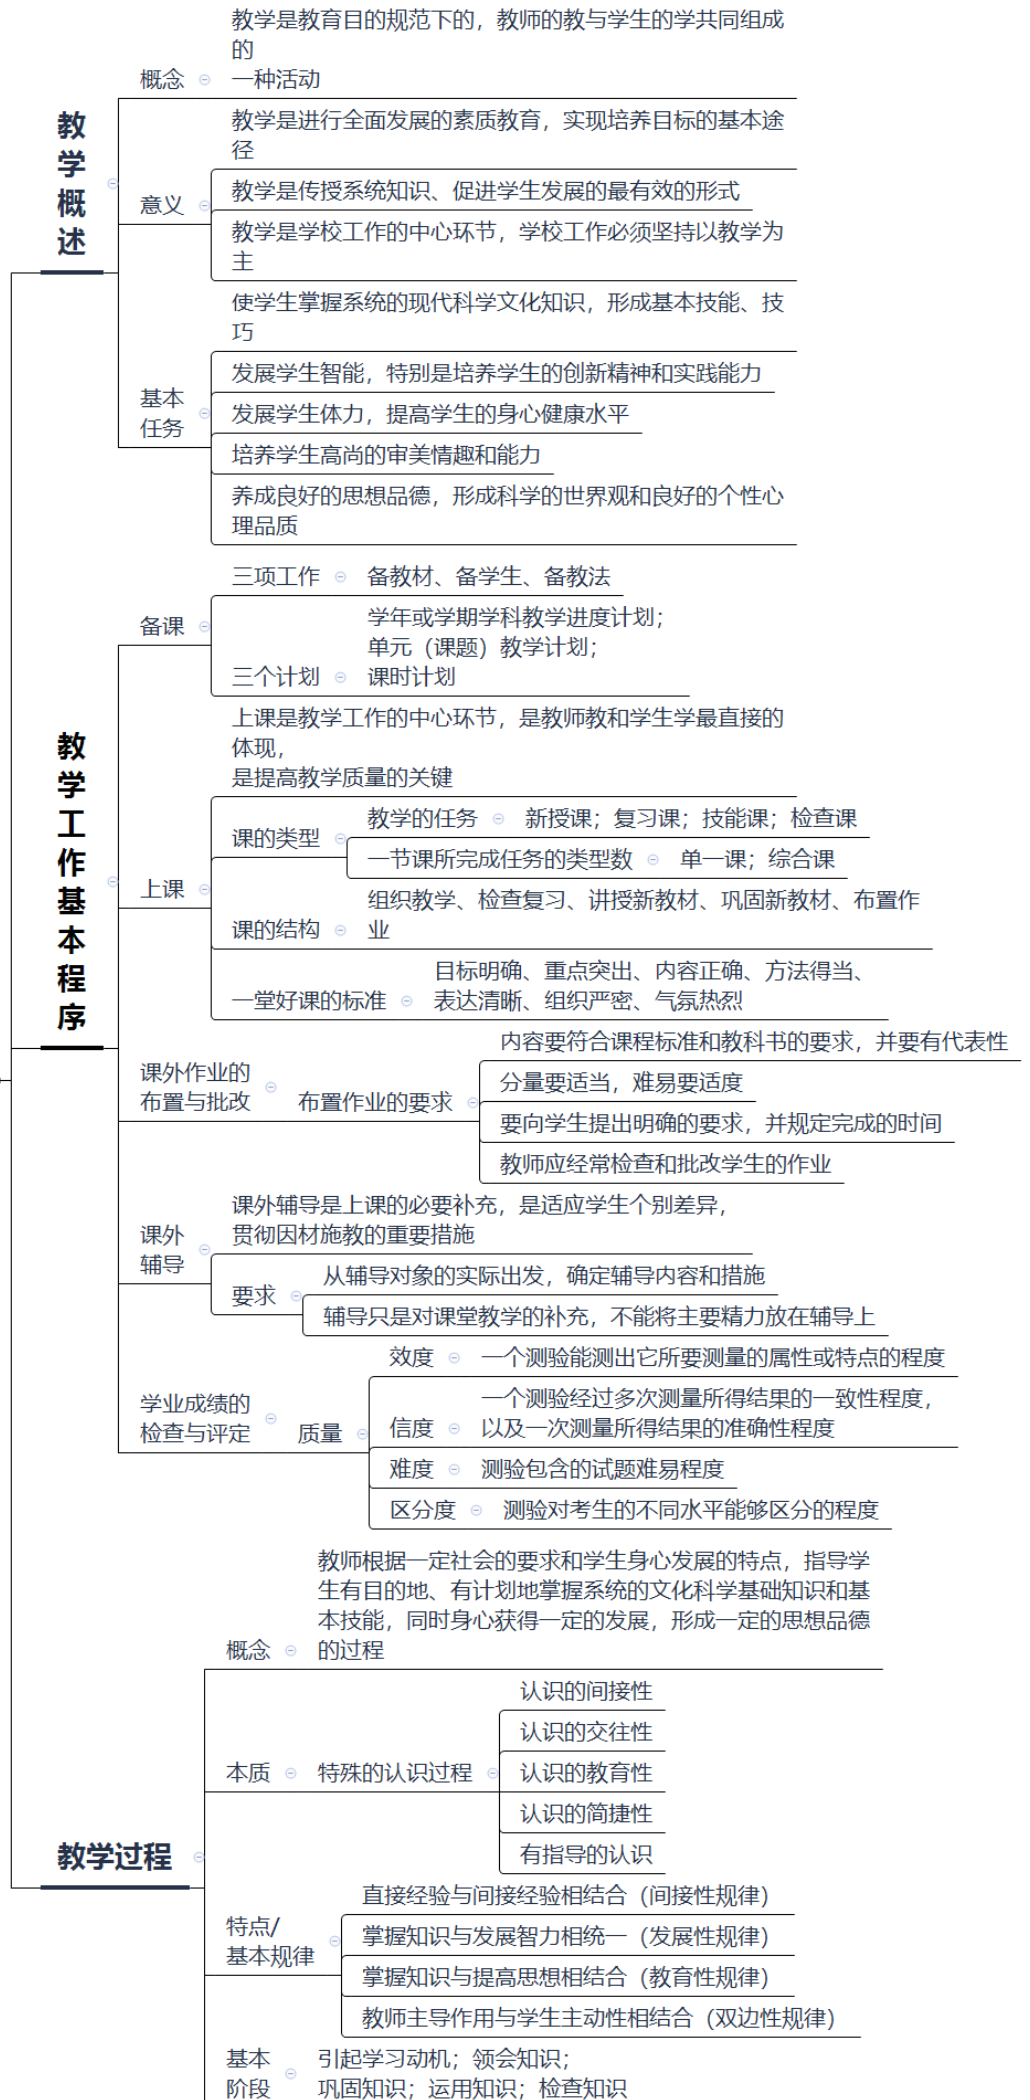 教学概述
概念
教学是教育目的规范下的，教师的教与学生的学共同组成
的
一种活动
意义
教学是进行全面发展的素质教育，实现培养目标的基本途
径
教学是传授系统知识、促进学生发展的最有效的形式
教学是学校工作的中心环节，学校工作必须坚持以教学为
主
基本
任务
使学生掌握系统的现代科学文化知识，形成基本技能、技
巧
发展学生智能，特别是培养学生的创新精神和实践能力
发展学生体力，提高学生的身心健康水平
培养学生高尚的审美情趣和能力
养成良好的思想品德，形成科学的世界观和良好的个性心
理品质
教学工作基本程序
备课
三项工作
备教材、备学生、备教法
三个计划
学年或学期学科教学进度计划；
单元（课题）教学计划；
课时计划
上课
上课是教学工作的中心环节，是教师教和学生学最直接的
体现，
是提高教学质量的关键
课的类型
教学的任务
新授课；复习课；技能课；检查课
一节课所完成任务的类型数
单一课；综合课
课的结构
组织教学、检查复习、讲授新教材、巩固新教材、布置作
业
一堂好课的标准
目标明确、重点突出、内容正确、方法得当、
表达清晰、组织严密、气氛热烈
课外作业的
布置与批改
布置作业的要求
内容要符合课程标准和教科书的要求，并要有代表性
分量要适当，难易要适度
要向学生提出明确的要求，并规定完成的时间
教师应经常检查和批改学生的作业
课外
辅导
课外辅导是上课的必要补充，是适应学生个别差异，
贯彻因材施教的重要措施
要求
从辅导对象的实际出发，确定辅导内容和措施
辅导只是对课堂教学的补充，不能将主要精力放在辅导上
学业成绩的
检查与评定
质量
效度
一个测验能测出它所要测量的属性或特点的程度
信度
一个测验经过多次测量所得结果的一致性程度，
以及一次测量所得结果的准确性程度
难度
测验包含的试题难易程度
区分度
测验对考生的不同水平能够区分的程度
教学过程
概念
教师根据一定社会的要求和学生身心发展的特点，指导学
生有目的地、有计划地掌握系统的文化科学基础知识和基
本技能，同时身心获得一定的发展，形成一定的思想品德
的过程
本质
特殊的认识过程
认识的间接性
认识的交往性
认识的教育性
认识的简捷性
有指导的认识
特点/
基本规律
直接经验与间接经验相结合（间接性规律）
掌握知识与发展智力相统一（发展性规律）
掌握知识与提高思想相结合（教育性规律）
教师主导作用与学生主动性相结合（双边性规律）
基本
阶段
引起学习动机；领会知识；
巩固知识；运用知识；检查知识